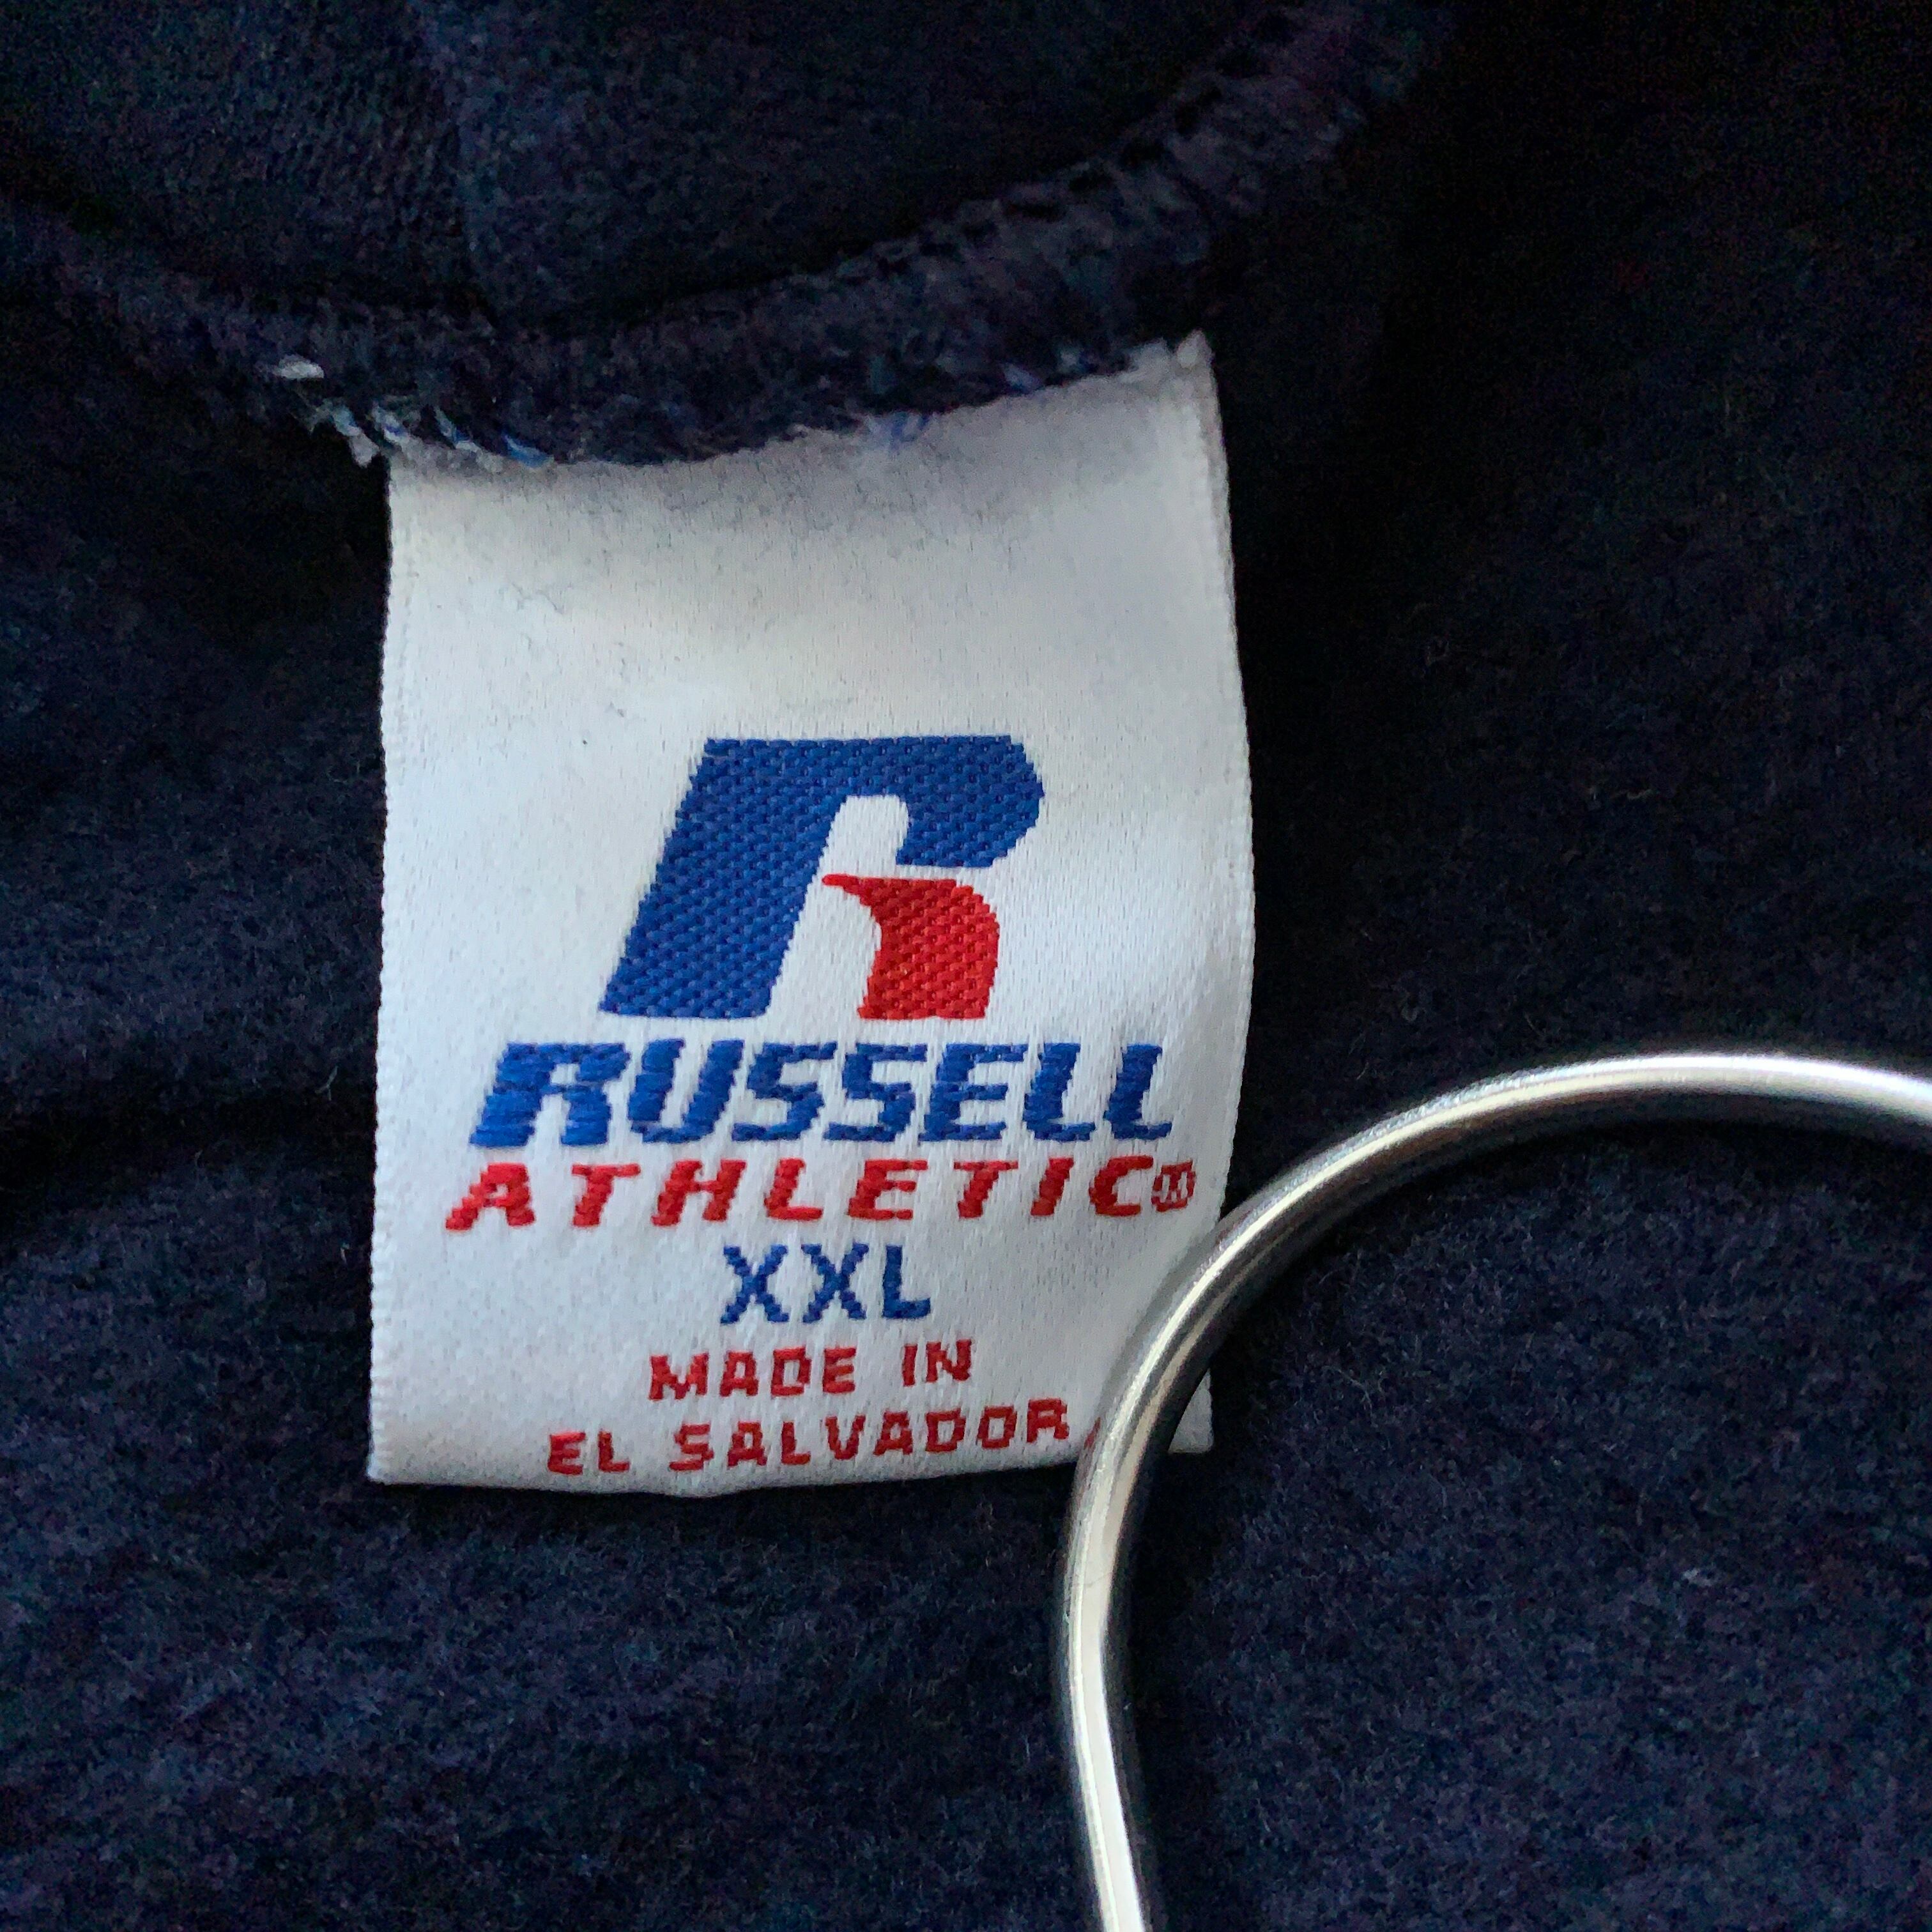 R
RUSSELL
ATHLETIC®
XXL
MADE IN
EL SALVADOR